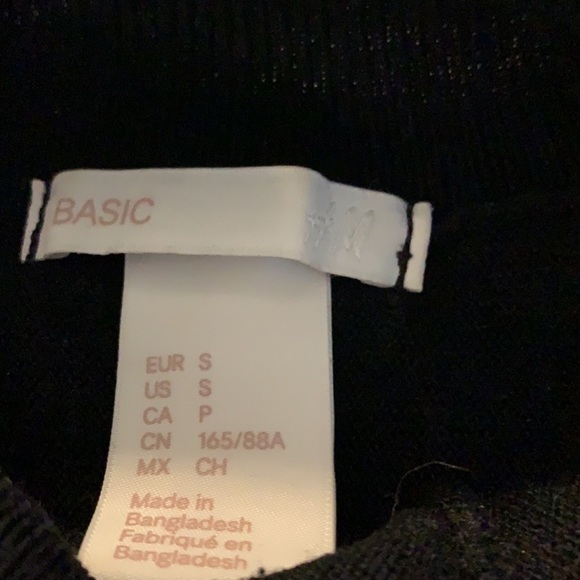 BASIC
EUR S
US S
CA P
CN 165/88A
MX CH
Made in
Bangladesh
Fabriqué en
Bangladesh